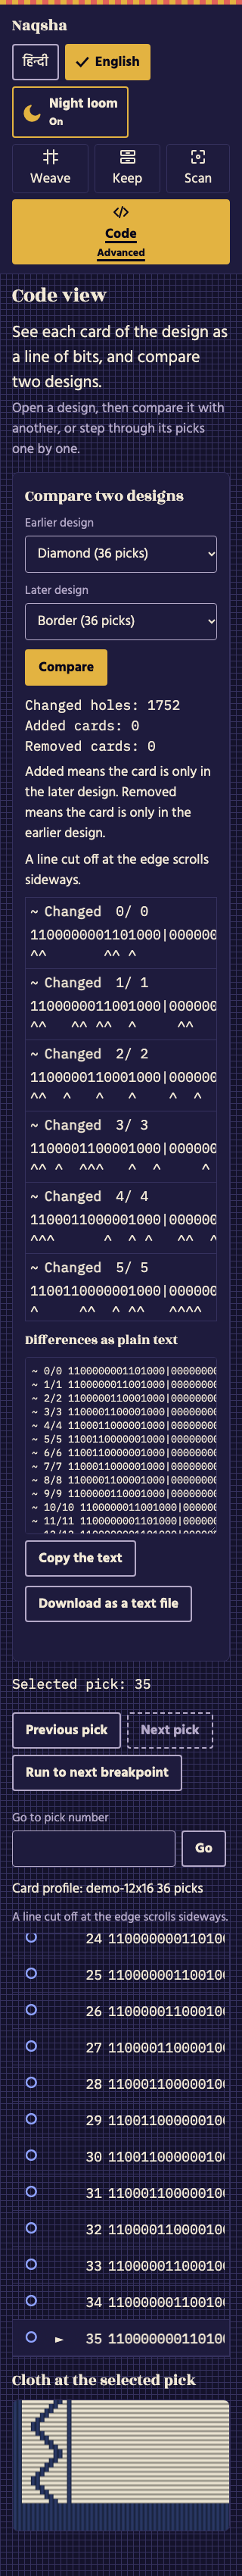 Naqsha
हिन्दी
English
Night loom
On
Weave
Keep
Scan
Code
Advanced
Code view
See each card of the design as
a line of bits, and compare
two designs.
Open a design, then compare it with
another, or step through its picks
one by one.
Compare two designs
Earlier design
Diamond (36 picks)
Later design
Border (36 picks)
Compare
Changed holes: 1752
Added cards: 0
Removed cards: 0
Added means the card is only in
the later design. Removed
means the card is only in the
earlier design.
A line cut off at the edge scrolls
sideways.
~ Changed 0/ 0
1100000001101000|000000
^^ ^^ ^
~ Changed 1/ 1
1100000011001000|000000
^^ ^^ ^^ ^ ^^
~ Changed 2/ 2
1100000110001000|000000
^^ ^ ^ ^ ^ ^
~ Changed 3/ 3
1100001100001000|000000
^^ ^ ^^^ ^ ^ ^
~ Changed 4/ 4
1100011000001000|000000
^^^ ^ ^ ^ ^^ ^
~ Changed 5/ 5
1100110000001000|000000
^ ^^ ^ ^^ ^^^^
Differences as plain text
~ 0/0 1100000001101000|00000000
~ 1/1 1100000011001000|00000000
~ 2/2 1100000110001000|00000000
~ 3/3 1100001100001000|00000000
~ 4/4 1100011000001000|00000000
~ 5/5 1100110000001000|00000000
~ 6/6 1100110000001000|00000000
~ 7/7 1100011000001000|00000000
~ 8/8 1100001100001000|00000000
~ 9/9 1100000110001000|00000000
~ 10/10 1100000011001000|000000
~ 11/11 1100000001101000|000000
Copy the text
Download as a text file
Selected pick: 35
Previous pick
Next pick
Run to next breakpoint
Go to pick number
Go
Card profile: demo-12x16 36 picks
A line cut off at the edge scrolls sideways.
24 11000000011010
25 11000000110010
26 11000001100010
27 11000011000010
28 11000110000010
29 11001100000010
30 11001100000010
31 11000110000010
32 11000011000010
33 11000001100010
34 11000000110010
► 35 11000000011010
Cloth at the selected pick